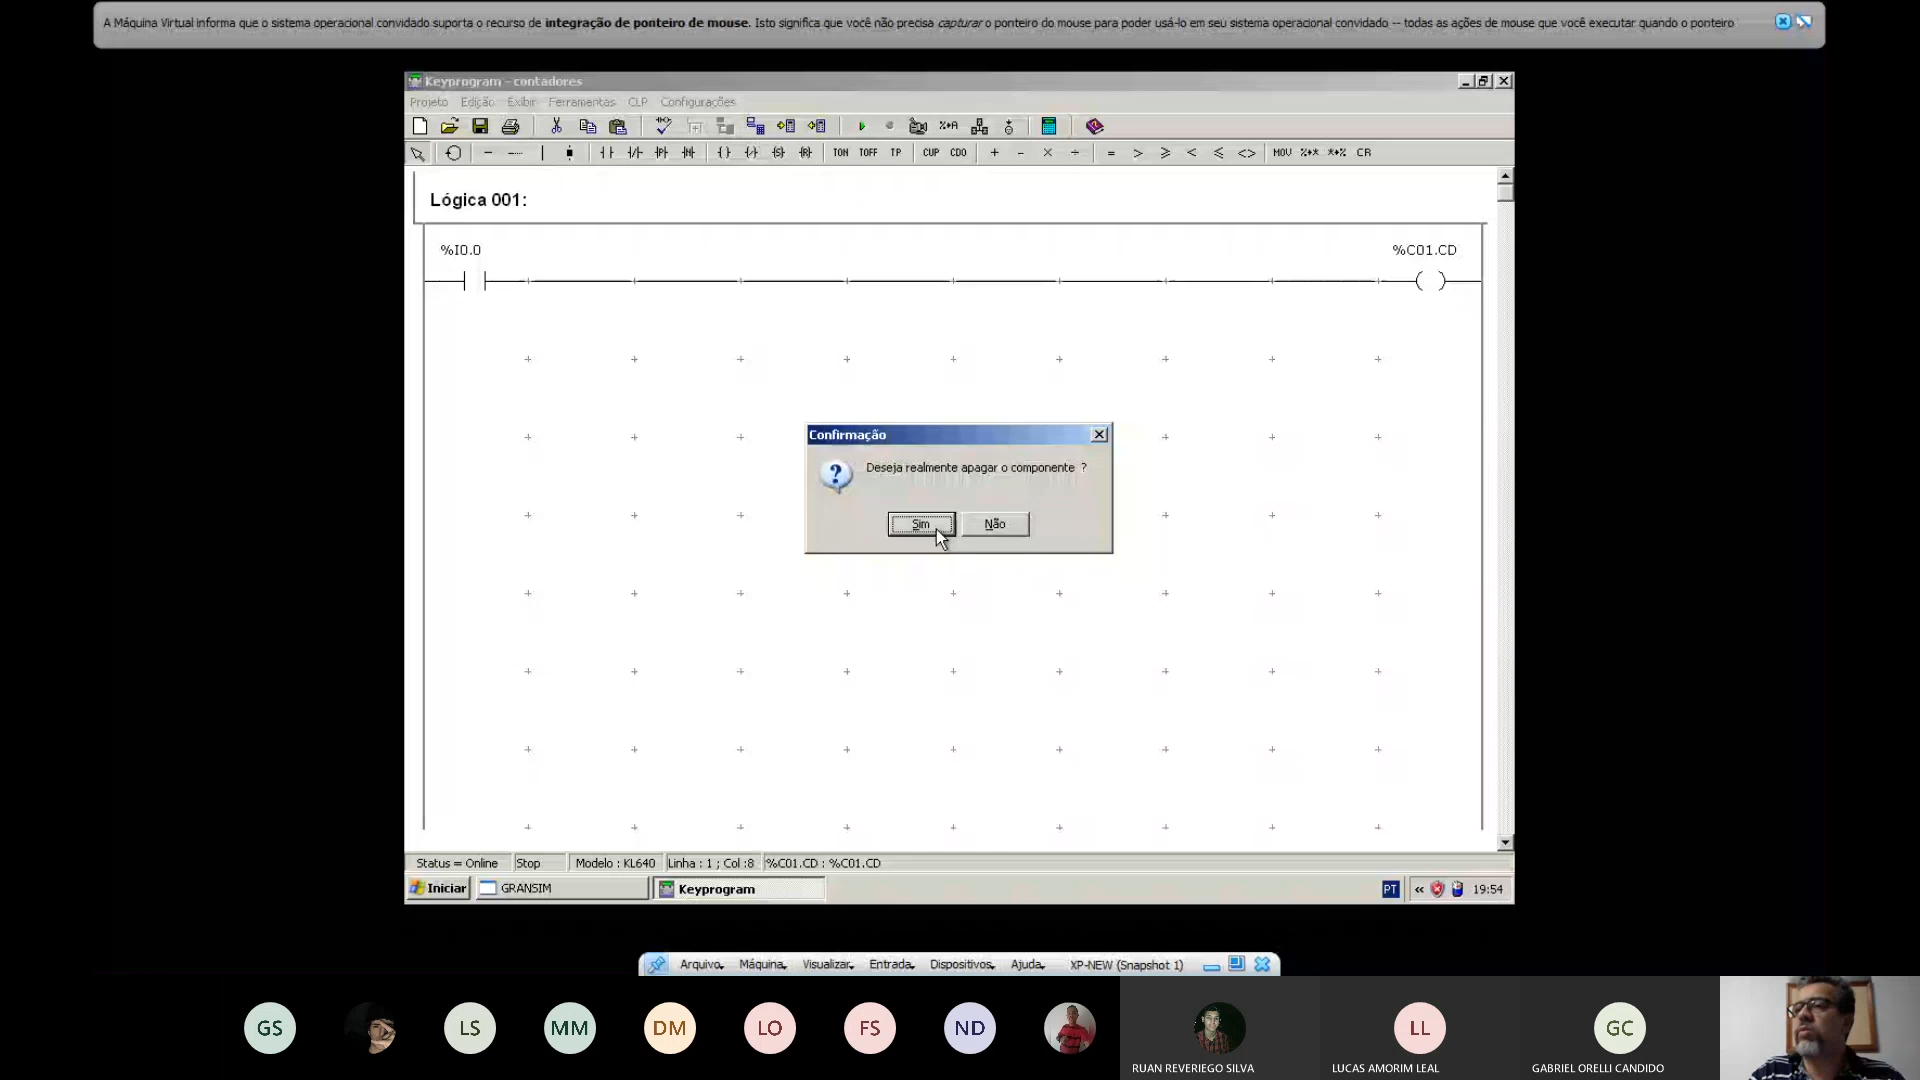 A Máquina Virtual informa que o sistema operacional convidado suporta o recurso de integração de ponteiro de mouse. Isto significa que você não precisa capturar o ponteiro do mouse para poder usá-lo em seu sistema operacional convidado -- todas as ações de mouse que você executar quando o ponteiro
Keyprogram - contadores
Projeto Edição Exibir Ferramentas CLP Configurações
TON TOFF TP CUP CDO + - × ÷ = > ≥ < ≤ <> MOV CR
Lógica 001:
%I0.0 %C01.CD
Confirmação
Deseja realmente apagar o componente ?
Sim Não
Status = Online Stop Modelo : KL640 Linha : 1 ; Col :8 %C01.CD : %C01.CD
Iniciar GRANSIM Keyprogram PT « 19:54
Arquivo Máquina Visualizar Entrada Dispositivos Ajuda XP-NEW (Snapshot 1)
GS LS MM DM LO FS ND LL GC
RUAN REVERIEGO SILVA LUCAS AMORIM LEAL GABRIEL ORELLI CANDIDO